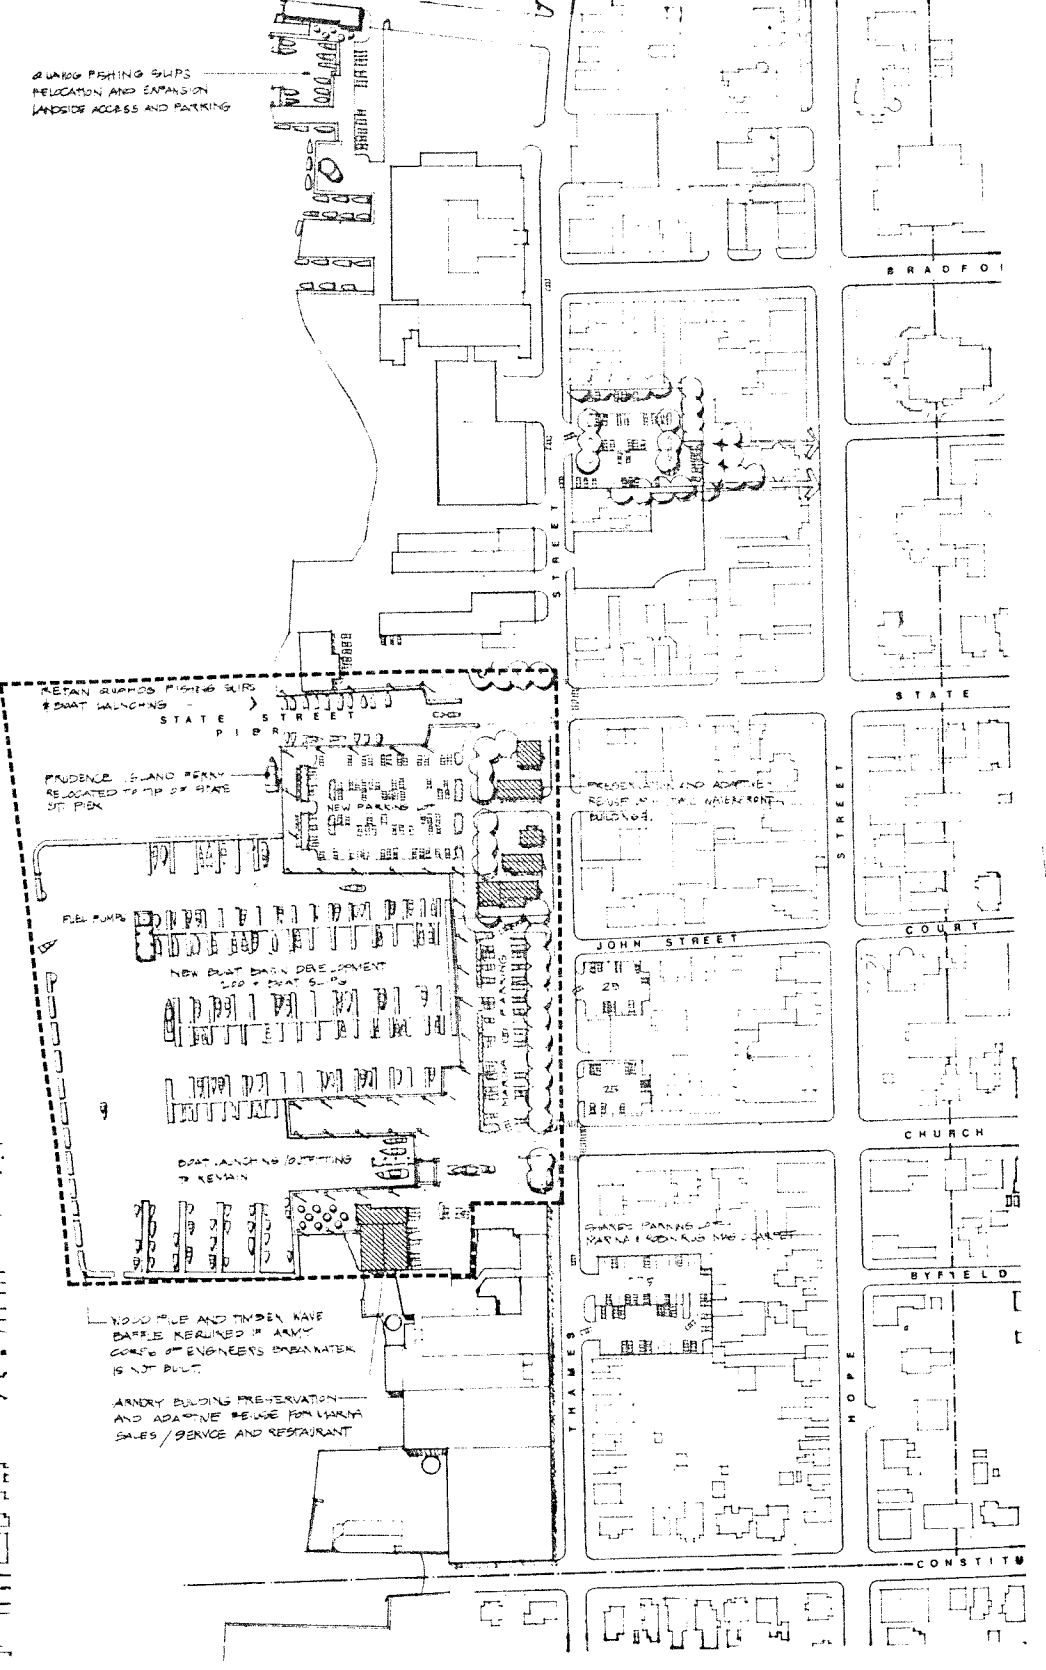 QUAHOG FISHING SLIPS
RELOCATION AND EXPANSION
LANDSIDE ACCESS AND PARKING
BRADFO
STREET
RETAIN QUAHOG FISHING SLIPS
& BOAT LAUNCHING
STATE STREET
PIER
STATE
PRUDENCE ISLAND FERRY
RELOCATED TO TIP OF STATE
ST. PIER
NEW PARKING
PRESERVATION AND ADAPTIVE
REUSE WATERFRONT
BUILDINGS
STREET
FUEL PUMPS
JOHN STREET
COURT
NEW BOAT BASIN DEVELOPMENT
200 + BOAT SLIPS
MARINA PARKING
25
25
CHURCH
BOAT LAUNCHING/OUTFITTING
TO REMAIN
SHARED PARKING
MARINA &
75
BYFIELD
WOOD PILE AND TIMBER WAVE
BAFFLE REQUIRED IF ARMY
CORPS OF ENGINEERS BREAKWATER
IS NOT BUILT.
THAMES
HOPE
ARMORY BUILDING PRESERVATION
AND ADAPTIVE REUSE FOR MARINA
SALES / SERVICE AND RESTAURANT
CONSTITU